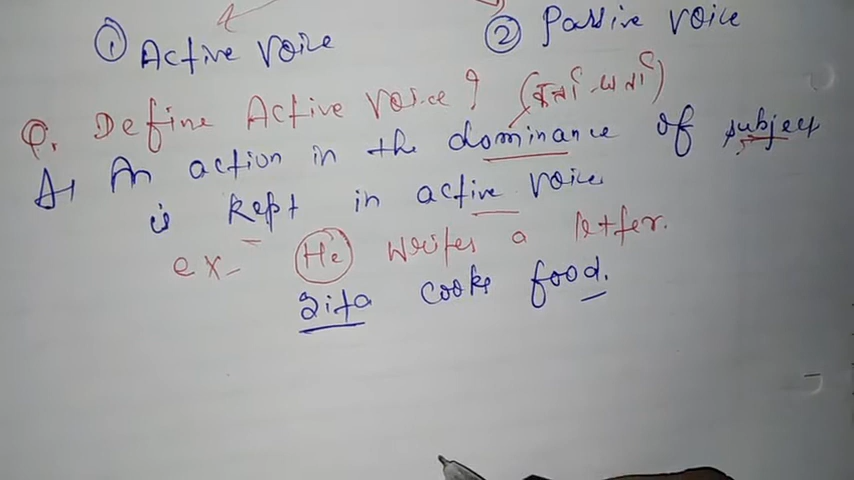 ① Active voice ② Passive voice
Q. Define Active voice?
A) An action in the dominance of subject
is kept in active voice
ex- He writes a letter.
Sita cooks food.